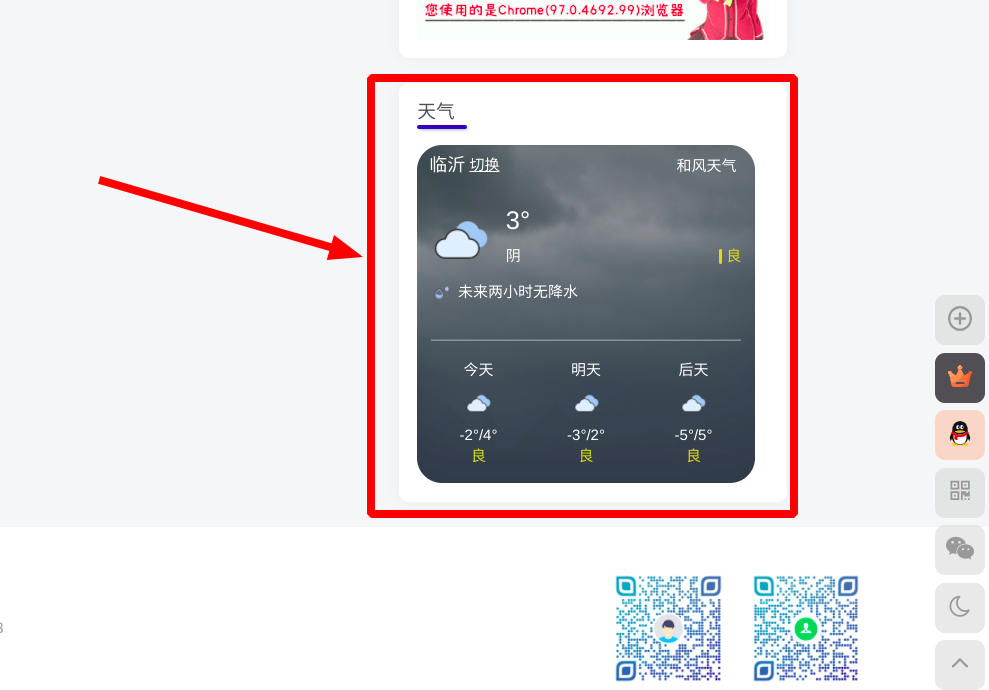 您使用的是Chrome(97.0.4692.99)浏览器
天气
临沂 切换 和风天气
3°
阴 良
未来两小时无降水
今天 明天 后天
-2°/4° -3°/2° -5°/5°
良 良 良
3